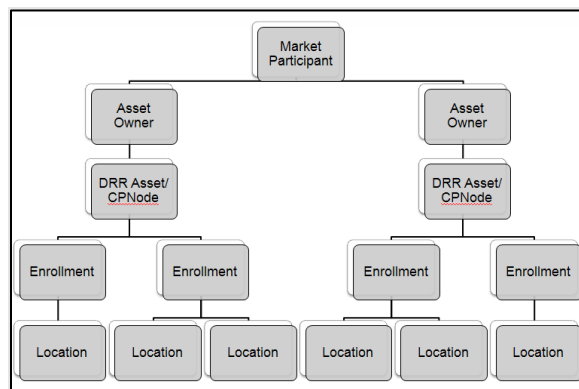 Market
Participant
Asset
Owner
Asset
Owner
DRR Asset/
CPNode
DRR Asset/
CPNode
Enrollment
Enrollment
Enrollment
Enrollment
Location
Location
Location
Location
Location
Location